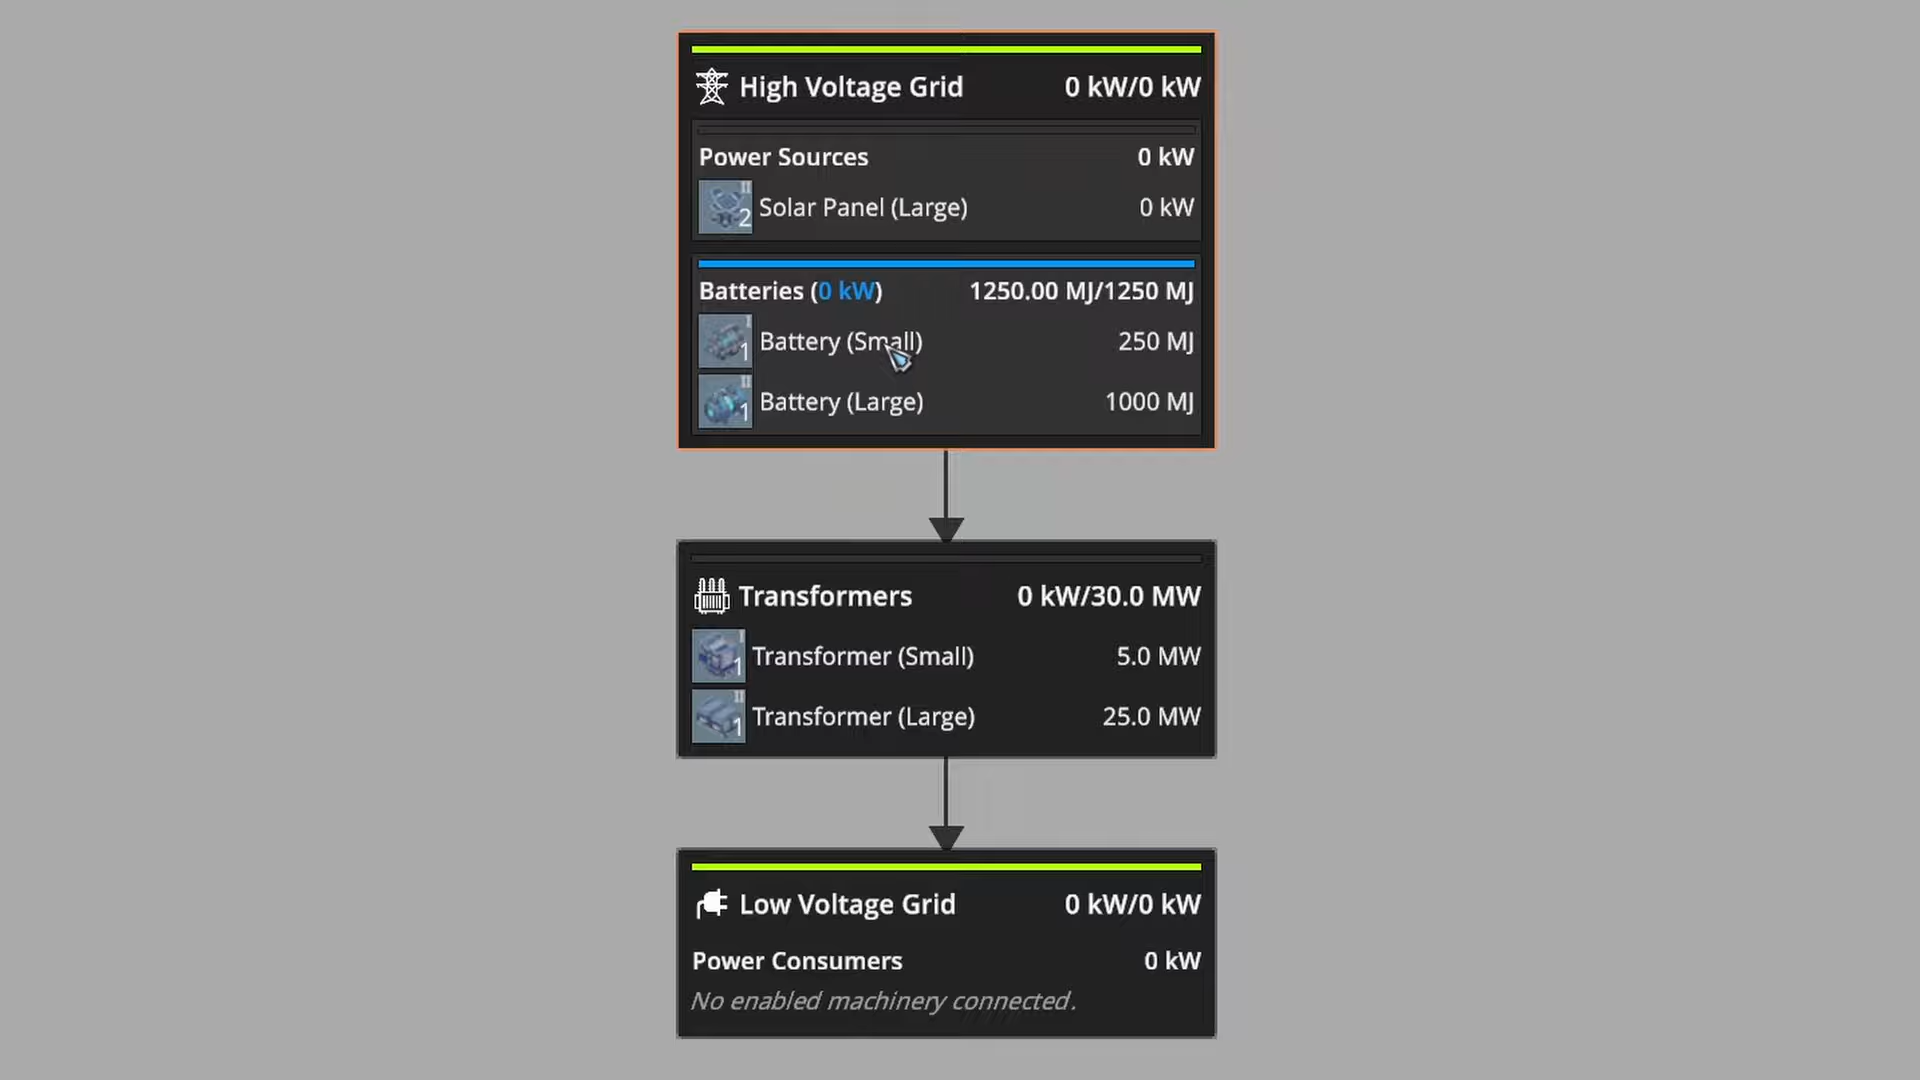 High Voltage Grid 0 kW/0 kW
Power Sources 0 kW
II 2 Solar Panel (Large) 0 kW
Batteries (0 kW) 1250.00 MJ/1250 MJ
I 1 Battery (Small) 250 MJ
II 1 Battery (Large) 1000 MJ
Transformers 0 kW/30.0 MW
I 1 Transformer (Small) 5.0 MW
II 1 Transformer (Large) 25.0 MW
Low Voltage Grid 0 kW/0 kW
Power Consumers 0 kW
No enabled machinery connected.